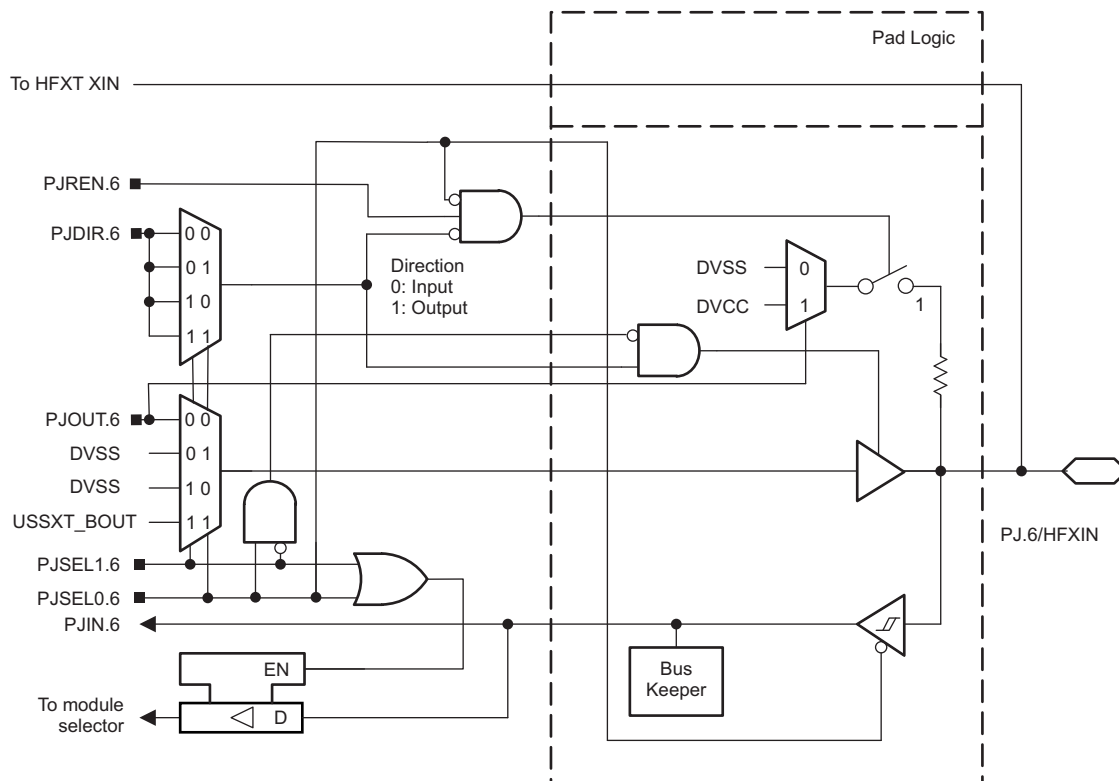 Pad Logic
To HFXT XIN
PJREN.6
PJDIR.6
0 0
0 1
1 0
1 1
Direction
0: Input
1: Output
DVSS
0
DVCC
1
1
PJOUT.6
0 0
DVSS
0 1
DVSS
1 0
USSXT_BOUT
1 1
PJ.6/HFXIN
PJSEL1.6
PJSEL0.6
PJIN.6
EN
Bus
Keeper
To module
selector
D